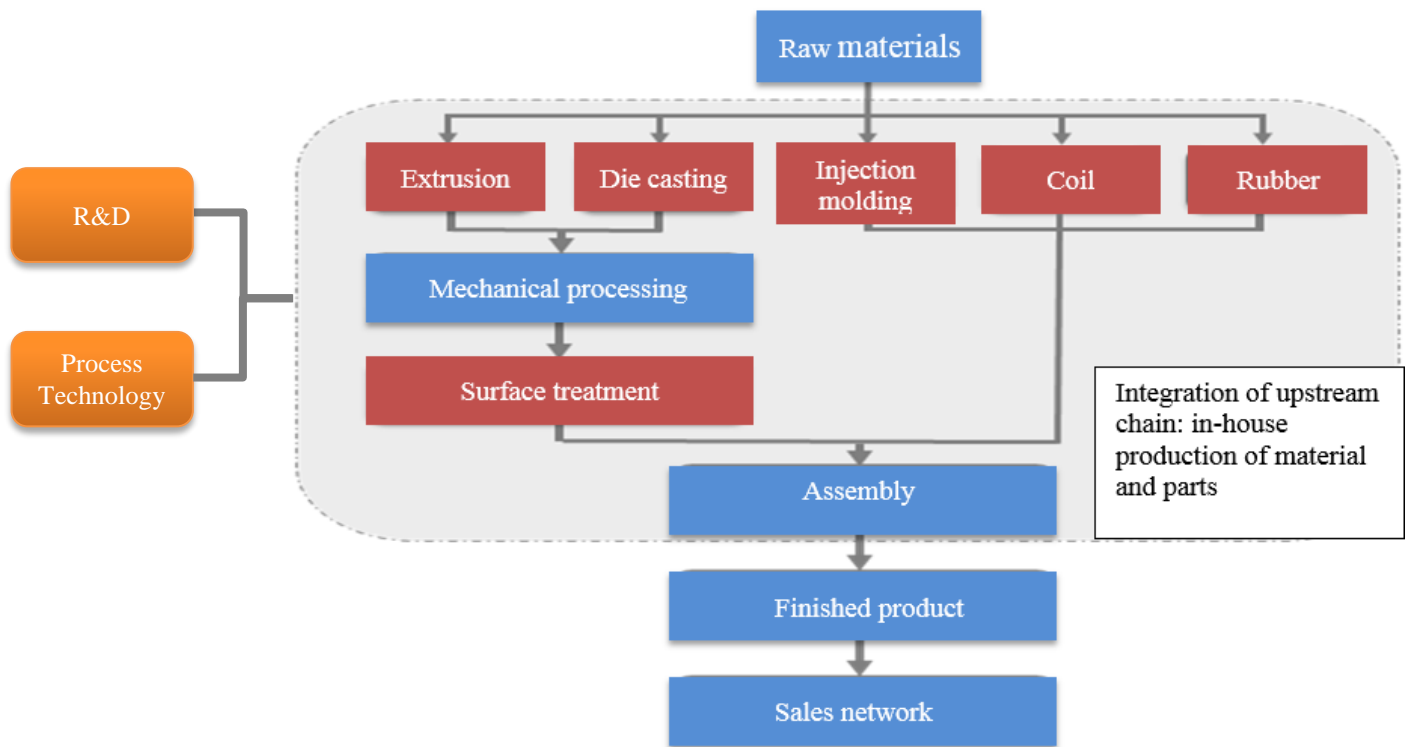 Raw materials
Extrusion
Die casting
Injection
molding
Coil
Rubber
R&D
Mechanical processing
Process
Technology
Surface treatment
Integration of upstream
chain: in-house
production of material
and parts
Assembly
Finished product
Sales network